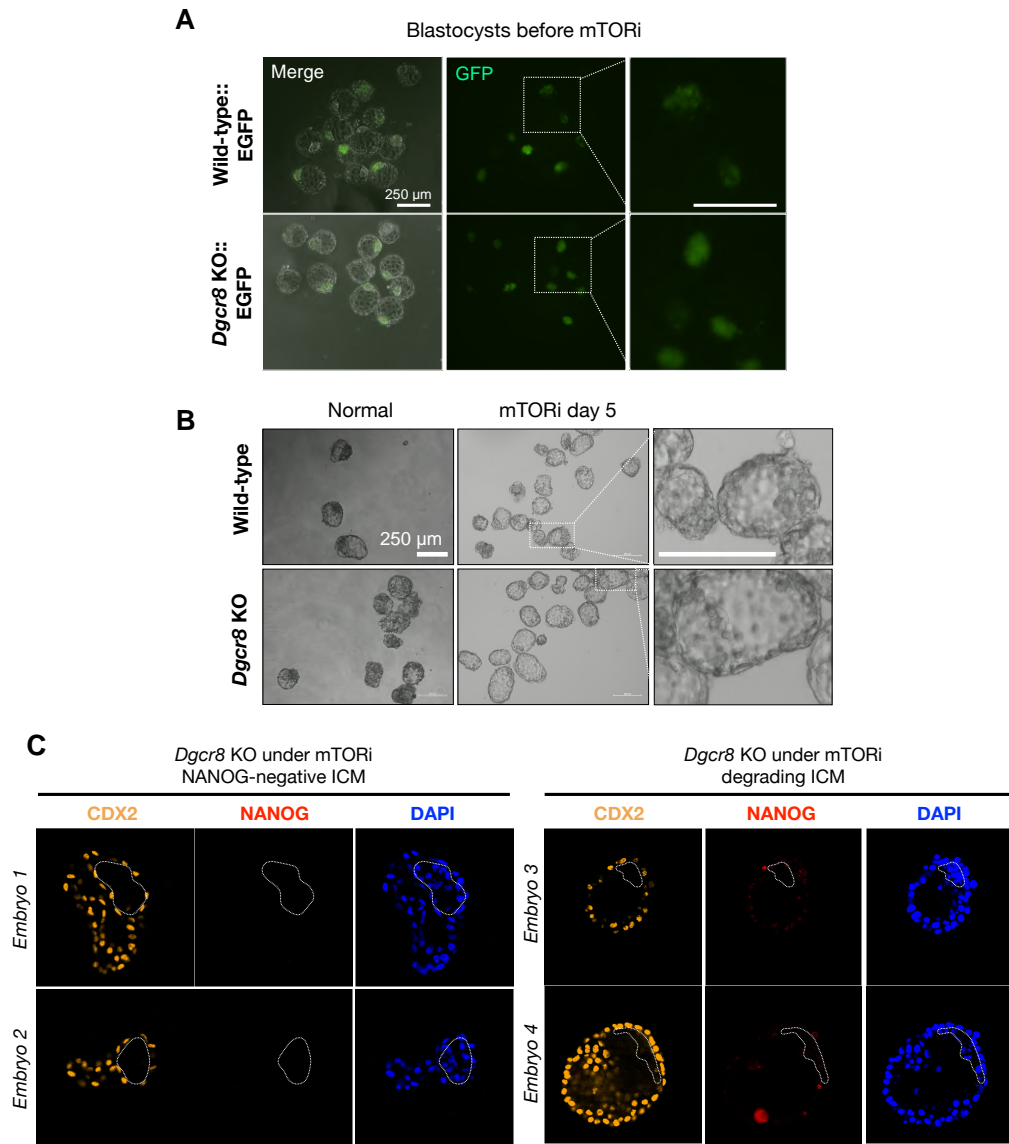 A
Blastocysts before mTORi
Wild-type::
EGFP
Merge
250 µm
GFP
Dgcr8 KO::
EGFP
B
Normal
mTORi day 5
Wild-type
250 µm
Dgcr8 KO
C
Dgcr8 KO under mTORi
NANOG-negative ICM
CDX2
NANOG
DAPI
Embryo 1
Embryo 2
Dgcr8 KO under mTORi
degrading ICM
CDX2
NANOG
DAPI
Embryo 3
Embryo 4